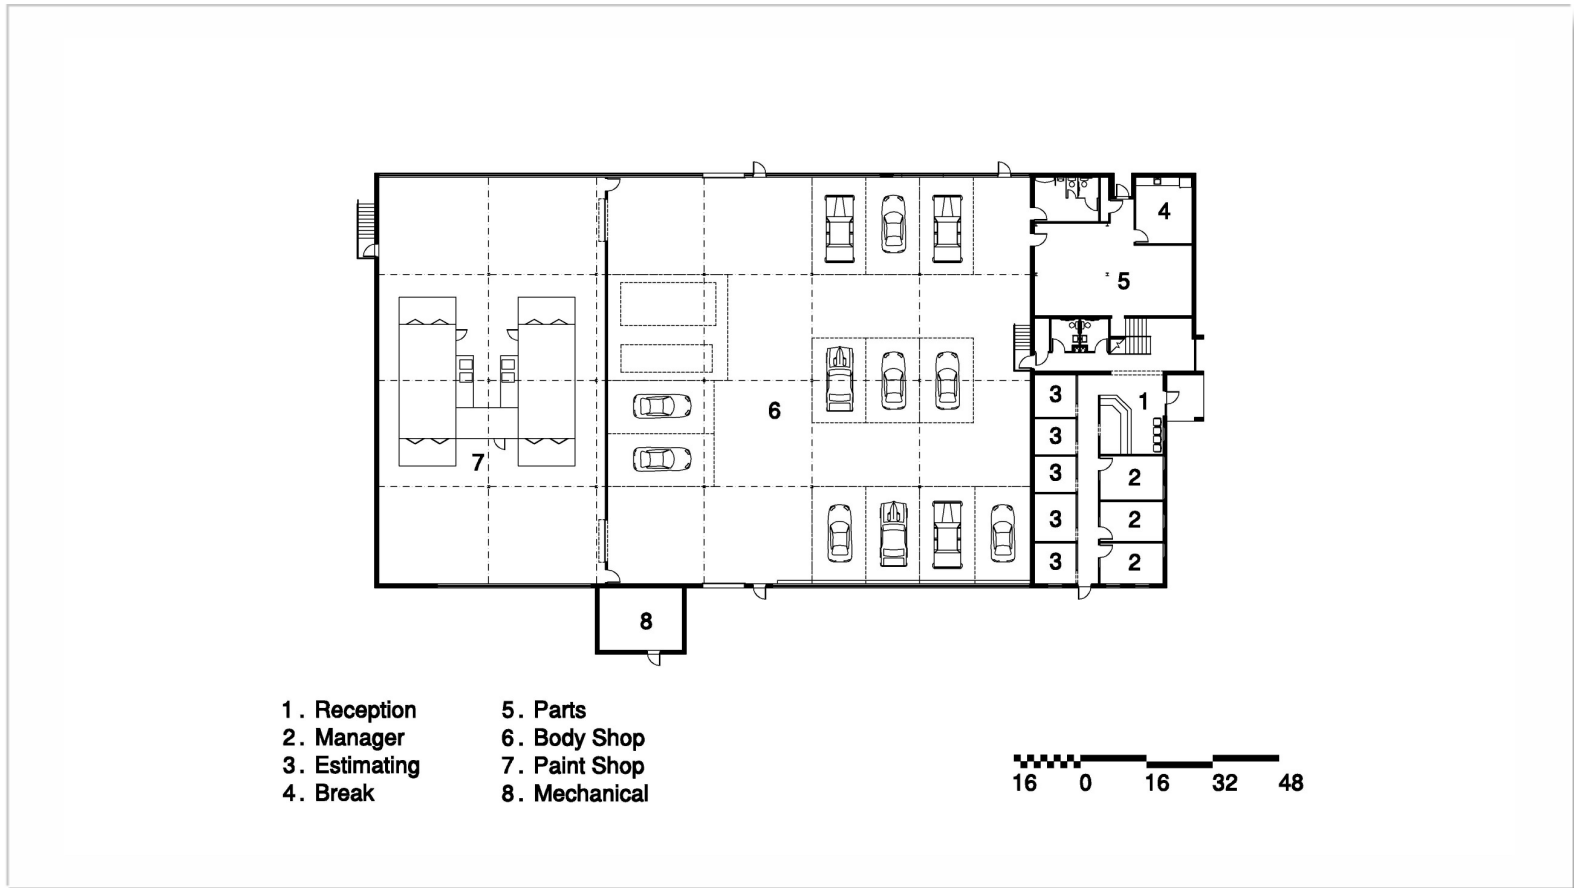 4
5
3
1
3
6
3
2
7
3
2
3
2
8
1. Reception
2. Manager
3. Estimating
4. Break
5. Parts
6. Body Shop
7. Paint Shop
8. Mechanical
16 0 16 32 48